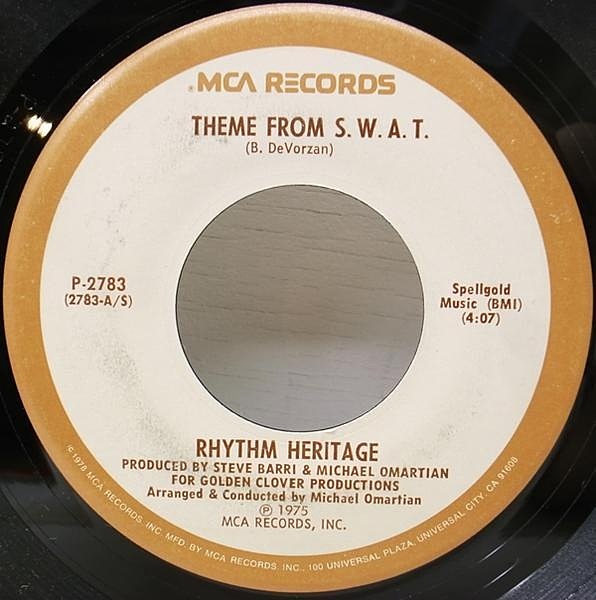 MCA RECORDS
THEME FROM S.W.A.T.
(B. DeVorzan)
P-2783
(2783-A/S)
Spellgold
Music (BMI)
(4:07)
RHYTHM HERITAGE
PRODUCED BY STEVE BARRI & MICHAEL OMARTIAN
FOR GOLDEN CLOVER PRODUCTIONS
Arranged & Conducted by Michael Omartian
℗ 1975
MCA RECORDS, INC.
© 1978 MCA RECORDS, INC. MFD. BY MCA RECORDS, INC., 100 UNIVERSAL PLAZA, UNIVERSAL CITY, CA 91608